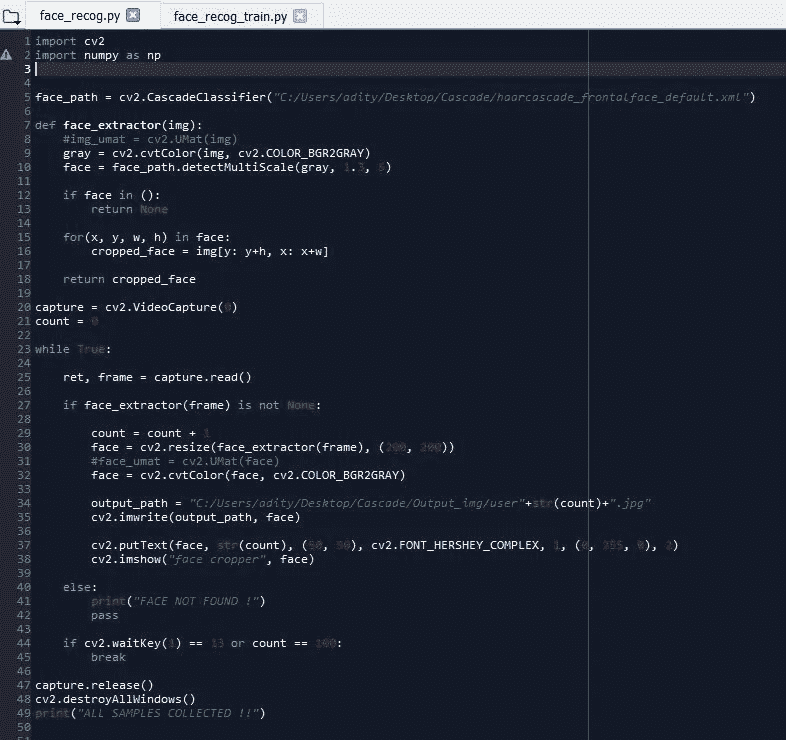 face_recog.py face_recog_train.py
1 import cv2
2 import numpy as np
3
4
5 face_path = cv2.CascadeClassifier("C:/Users/adity/Desktop/Cascade/haarcascade_frontalface_default.xml")
6
7 def face_extractor(img):
8     #img_umat = cv2.UMat(img)
9     gray = cv2.cvtColor(img, cv2.COLOR_BGR2GRAY)
10     face = face_path.detectMultiScale(gray, 1.3, 5)
11
12     if face in ():
13         return None
14
15     for(x, y, w, h) in face:
16         cropped_face = img[y: y+h, x: x+w]
17
18     return cropped_face
19
20 capture = cv2.VideoCapture(0)
21 count = 0
22
23 while True:
24
25     ret, frame = capture.read()
26
27     if face_extractor(frame) is not None:
28
29         count = count + 1
30         face = cv2.resize(face_extractor(frame), (200, 200))
31         #face_umat = cv2.UMat(face)
32         face = cv2.cvtColor(face, cv2.COLOR_BGR2GRAY)
33
34         output_path = "C:/Users/adity/Desktop/Cascade/Output_img/user"+str(count)+".jpg"
35         cv2.imwrite(output_path, face)
36
37         cv2.putText(face, str(count), (50, 50), cv2.FONT_HERSHEY_COMPLEX, 1, (0, 255, 0), 2)
38         cv2.imshow("face cropper", face)
39
40     else:
41         print("FACE NOT FOUND !")
42         pass
43
44     if cv2.waitKey(1) == 13 or count == 100:
45         break
46
47 capture.release()
48 cv2.destroyAllWindows()
49 print("ALL SAMPLES COLLECTED !!")
50
51